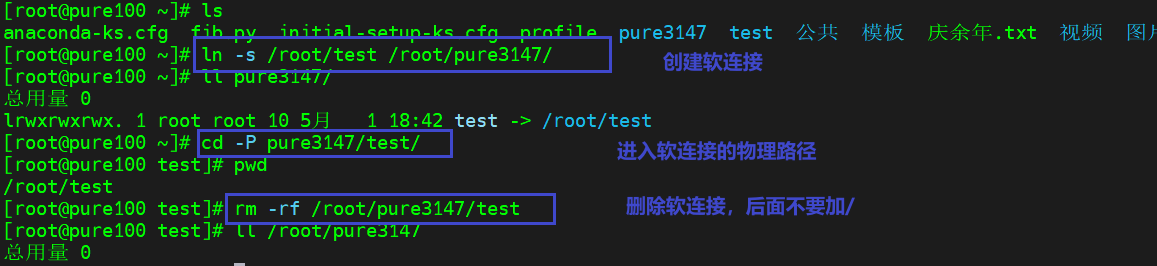 [root@pure100 ~]# ls
anaconda-ks.cfg  fib.py  initial-setup-ks.cfg  profile  pure3147  test  公共  模板  庆余年.txt  视频  图片
[root@pure100 ~]# ln -s /root/test /root/pure3147/ 创建软连接
[root@pure100 ~]# ll pure3147/
总用量 0
lrwxrwxrwx. 1 root root 10 5月   1 18:42 test -> /root/test
[root@pure100 ~]# cd -P pure3147/test/ 进入软连接的物理路径
[root@pure100 test]# pwd
/root/test
[root@pure100 test]# rm -rf /root/pure3147/test 删除软连接，后面不要加/
[root@pure100 test]# ll /root/pure3147
总用量 0